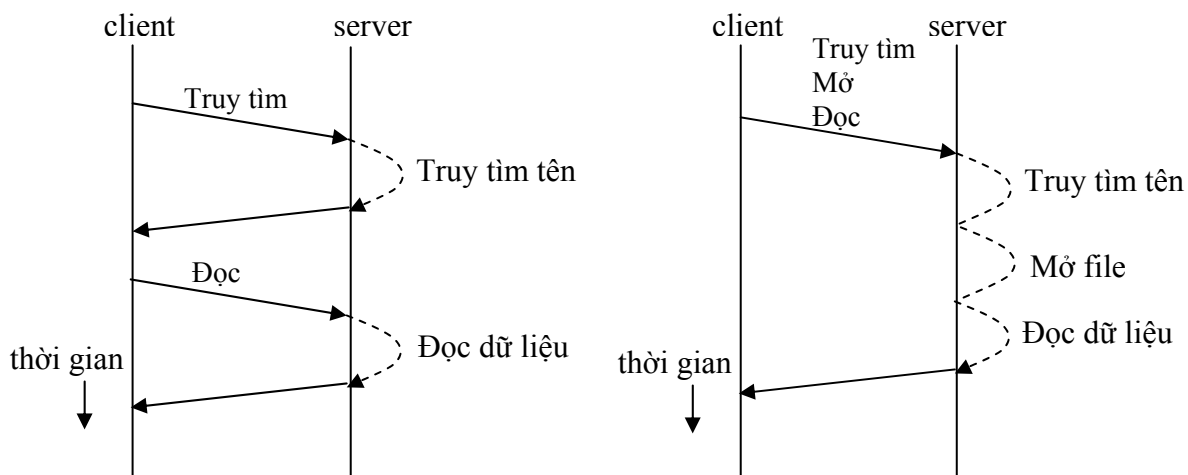 client
server
Truy tìm
Truy tìm tên
Đọc
Đọc dữ liệu
thời gian
client
server
Truy tìm
Mở
Đọc
Truy tìm tên
Mở file
Đọc dữ liệu
thời gian